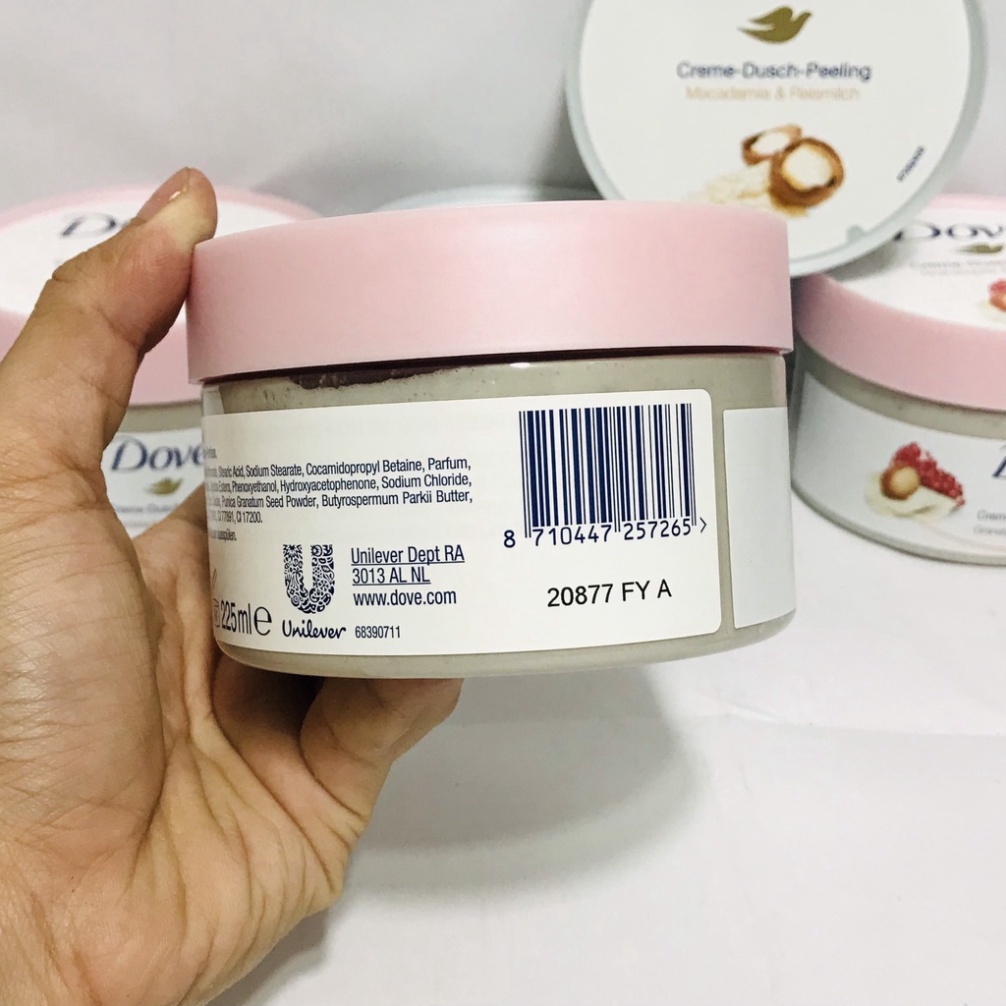 Creme-Dusch-Peeling
Macadamia & Reismilch
Dove
Stearic Acid, Sodium Stearate, Cocamidopropyl Betaine, Parfum,
Phenoxyethanol, Hydroxyacetophenone, Sodium Chloride,
Punica Granatum Seed Powder, Butyrospermum Parkii Butter,
CI 77891, CI 17200.
8 710447 257265 >
Unilever Dept RA
3013 AL NL
www.dove.com
225ml e
Unilever
68390711
20877 FY A